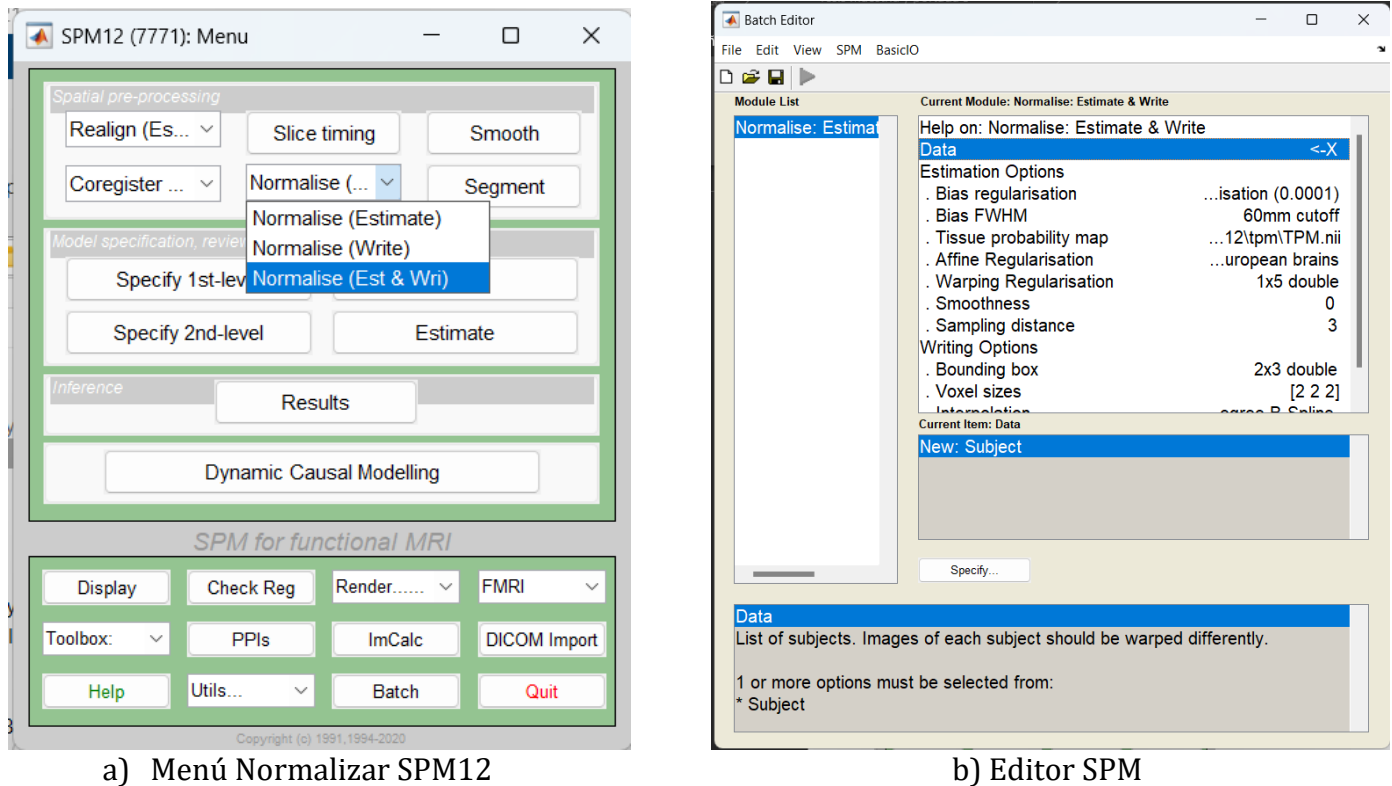 SPM12 (7771): Menu
Spatial pre-processing
Realign (Es...
Slice timing
Smooth
Coregister ...
Normalise (...
Segment
Normalise (Estimate)
Normalise (Write)
Normalise (Est & Wri)
Model specification, review
Specify 1st-lev
Specify 2nd-level
Estimate
Inference
Results
Dynamic Causal Modelling
SPM for functional MRI
Display
Check Reg
Render......
FMRI
Toolbox:
PPIs
ImCalc
DICOM Import
Help
Utils...
Batch
Quit
Copyright (c) 1991,1994-2020
a) Menú Normalizar SPM12
Batch Editor
File Edit View SPM BasicIO
Module List
Normalise: Estimat
Current Module: Normalise: Estimate & Write
Help on: Normalise: Estimate & Write
Data <-X
Estimation Options
. Bias regularisation ...isation (0.0001)
. Bias FWHM 60mm cutoff
. Tissue probability map ...12\tpm\TPM.nii
. Affine Regularisation ...uropean brains
. Warping Regularisation 1x5 double
. Smoothness 0
. Sampling distance 3
Writing Options
. Bounding box 2x3 double
. Voxel sizes [2 2 2]
Current Item: Data
New: Subject
Specify...
Data
List of subjects. Images of each subject should be warped differently.
1 or more options must be selected from:
* Subject
b) Editor SPM